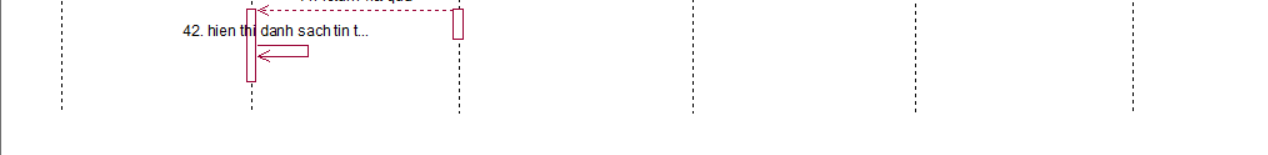 42. hien thi danh sach tin t...